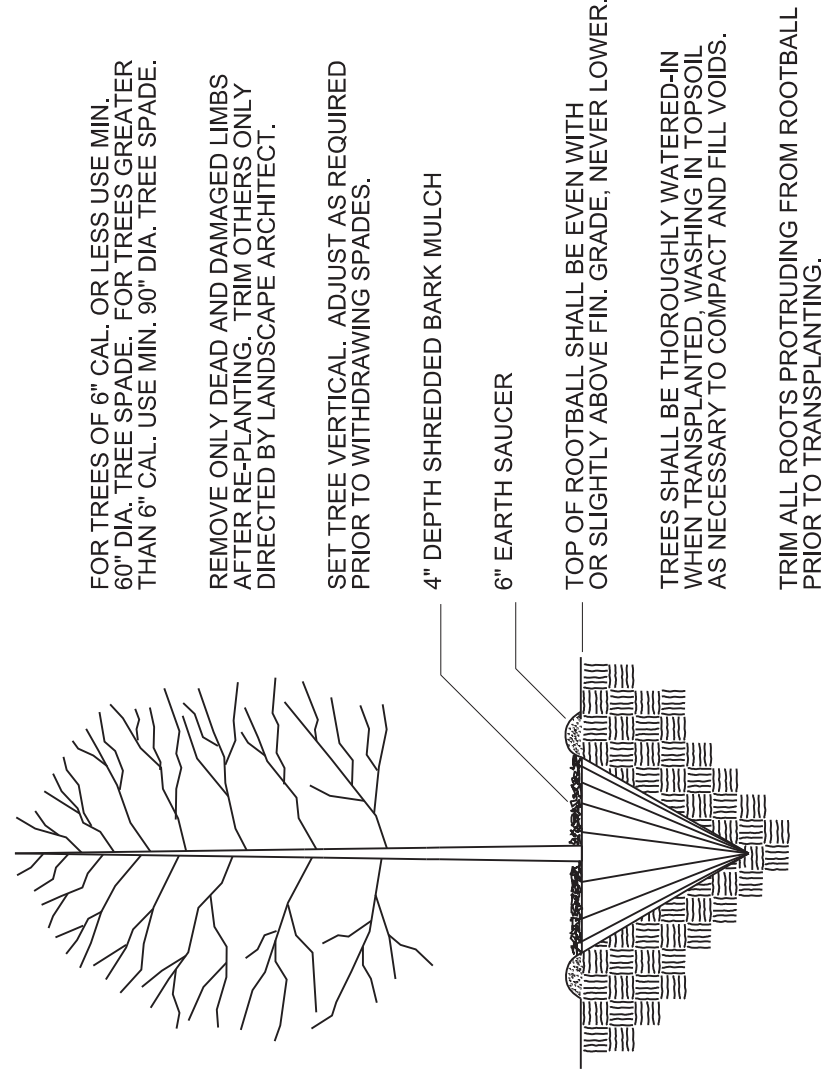 FOR TREES OF 6" CAL. OR LESS USE MIN.
60" DIA. TREE SPADE.  FOR TREES GREATER
THAN 6" CAL. USE MIN. 90" DIA. TREE SPADE.
REMOVE ONLY DEAD AND DAMAGED LIMBS
AFTER RE-PLANTING.  TRIM OTHERS ONLY
DIRECTED BY LANDSCAPE ARCHITECT.
SET TREE VERTICAL.  ADJUST AS REQUIRED
PRIOR TO WITHDRAWING SPADES.
4" DEPTH SHREDDED BARK MULCH
6" EARTH SAUCER
TOP OF ROOTBALL SHALL BE EVEN WITH
OR SLIGHTLY ABOVE FIN. GRADE, NEVER LOWER.
TREES SHALL BE THOROUGHLY WATERED-IN
WHEN TRANSPLANTED, WASHING IN TOPSOIL
AS NECESSARY TO COMPACT AND FILL VOIDS.
TRIM ALL ROOTS PROTRUDING FROM ROOTBALL
PRIOR TO TRANSPLANTING.